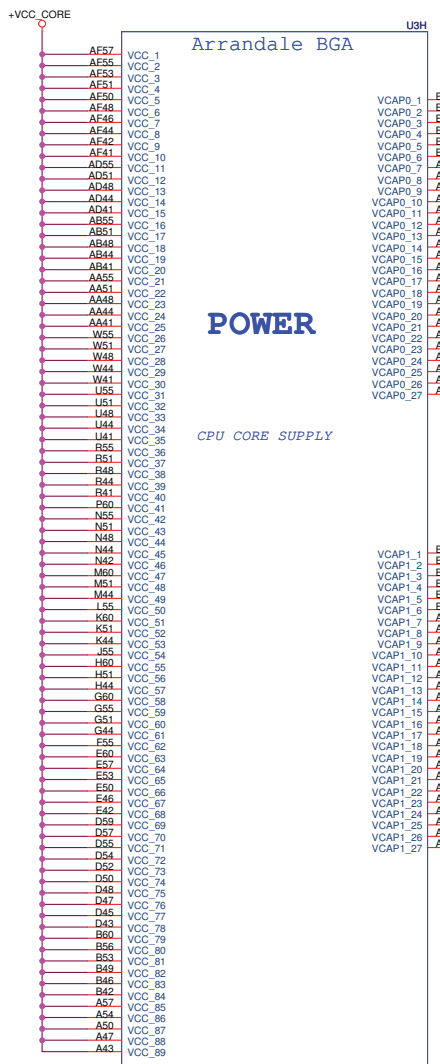 +VCC_CORE
U3H
Arrandale BGA
AF57 VCC_1
AF55 VCC_2
AF53 VCC_3
AF51 VCC_4
AF50 VCC_5
AF48 VCC_6
AF46 VCC_7
AF44 VCC_8
AF42 VCC_9
AF41 VCC_10
AD55 VCC_11
AD51 VCC_12
AD48 VCC_13
AD44 VCC_14
AD41 VCC_15
AB55 VCC_16
AB51 VCC_17
AB48 VCC_18
AB44 VCC_19
AB41 VCC_20
AA55 VCC_21
AA51 VCC_22
AA48 VCC_23
AA44 VCC_24
AA41 VCC_25
W55 VCC_26
W51 VCC_27
W48 VCC_28
W44 VCC_29
W41 VCC_30
U55 VCC_31
U51 VCC_32
U48 VCC_33
U44 VCC_34
U41 VCC_35
R55 VCC_36
R51 VCC_37
R48 VCC_38
R44 VCC_39
R41 VCC_40
P60 VCC_41
N55 VCC_42
N51 VCC_43
N48 VCC_44
N44 VCC_45
N42 VCC_46
M60 VCC_47
M51 VCC_48
M44 VCC_49
L55 VCC_50
K60 VCC_51
K51 VCC_52
K44 VCC_53
J55 VCC_54
H60 VCC_55
H51 VCC_56
H44 VCC_57
G60 VCC_58
G55 VCC_59
G51 VCC_60
G44 VCC_61
F55 VCC_62
E60 VCC_63
E57 VCC_64
E53 VCC_65
E50 VCC_66
E46 VCC_67
E42 VCC_68
D59 VCC_69
D57 VCC_70
D55 VCC_71
D54 VCC_72
D52 VCC_73
D50 VCC_74
D48 VCC_75
D47 VCC_76
D45 VCC_77
D43 VCC_78
B60 VCC_79
B56 VCC_80
B53 VCC_81
B49 VCC_82
B46 VCC_83
B42 VCC_84
A57 VCC_85
A54 VCC_86
A50 VCC_87
A47 VCC_88
A43 VCC_89
POWER
CPU CORE SUPPLY
VCAP0_1
VCAP0_2
VCAP0_3
VCAP0_4
VCAP0_5
VCAP0_6
VCAP0_7
VCAP0_8
VCAP0_9
VCAP0_10
VCAP0_11
VCAP0_12
VCAP0_13
VCAP0_14
VCAP0_15
VCAP0_16
VCAP0_17
VCAP0_18
VCAP0_19
VCAP0_20
VCAP0_21
VCAP0_22
VCAP0_23
VCAP0_24
VCAP0_25
VCAP0_26
VCAP0_27
VCAP1_1
VCAP1_2
VCAP1_3
VCAP1_4
VCAP1_5
VCAP1_6
VCAP1_7
VCAP1_8
VCAP1_9
VCAP1_10
VCAP1_11
VCAP1_12
VCAP1_13
VCAP1_14
VCAP1_15
VCAP1_16
VCAP1_17
VCAP1_18
VCAP1_19
VCAP1_20
VCAP1_21
VCAP1_22
VCAP1_23
VCAP1_24
VCAP1_25
VCAP1_26
VCAP1_27